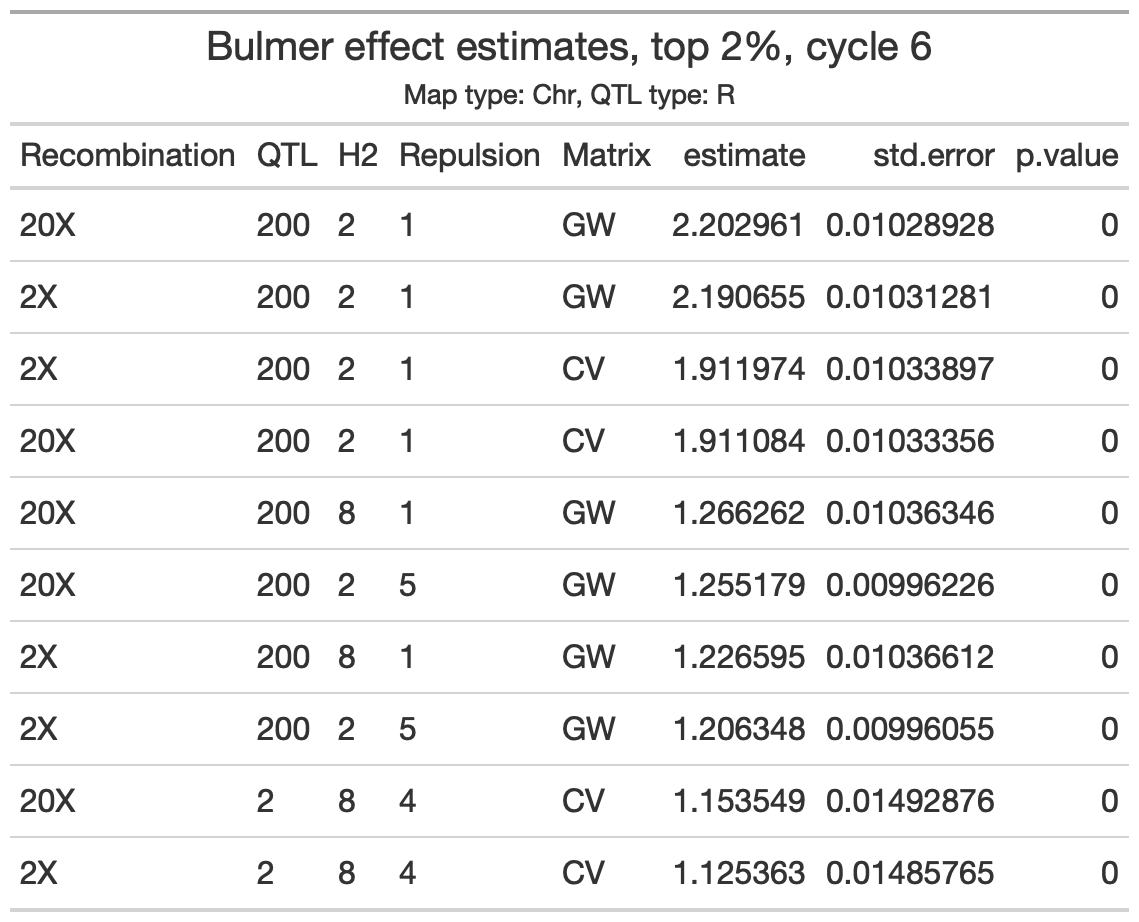 Bulmer effect estimates, top 2%, cycle 6
Map type: Chr, QTL type: R
Recombination QTL H2 Repulsion Matrix estimate std.error p.value
20X 200 2 1 GW 2.202961 0.01028928 0
2X 200 2 1 GW 2.190655 0.01031281 0
2X 200 2 1 CV 1.911974 0.01033897 0
20X 200 2 1 CV 1.911084 0.01033356 0
20X 200 8 1 GW 1.266262 0.01036346 0
20X 200 2 5 GW 1.255179 0.00996226 0
2X 200 8 1 GW 1.226595 0.01036612 0
2X 200 2 5 GW 1.206348 0.00996055 0
20X 2 8 4 CV 1.153549 0.01492876 0
2X 2 8 4 CV 1.125363 0.01485765 0